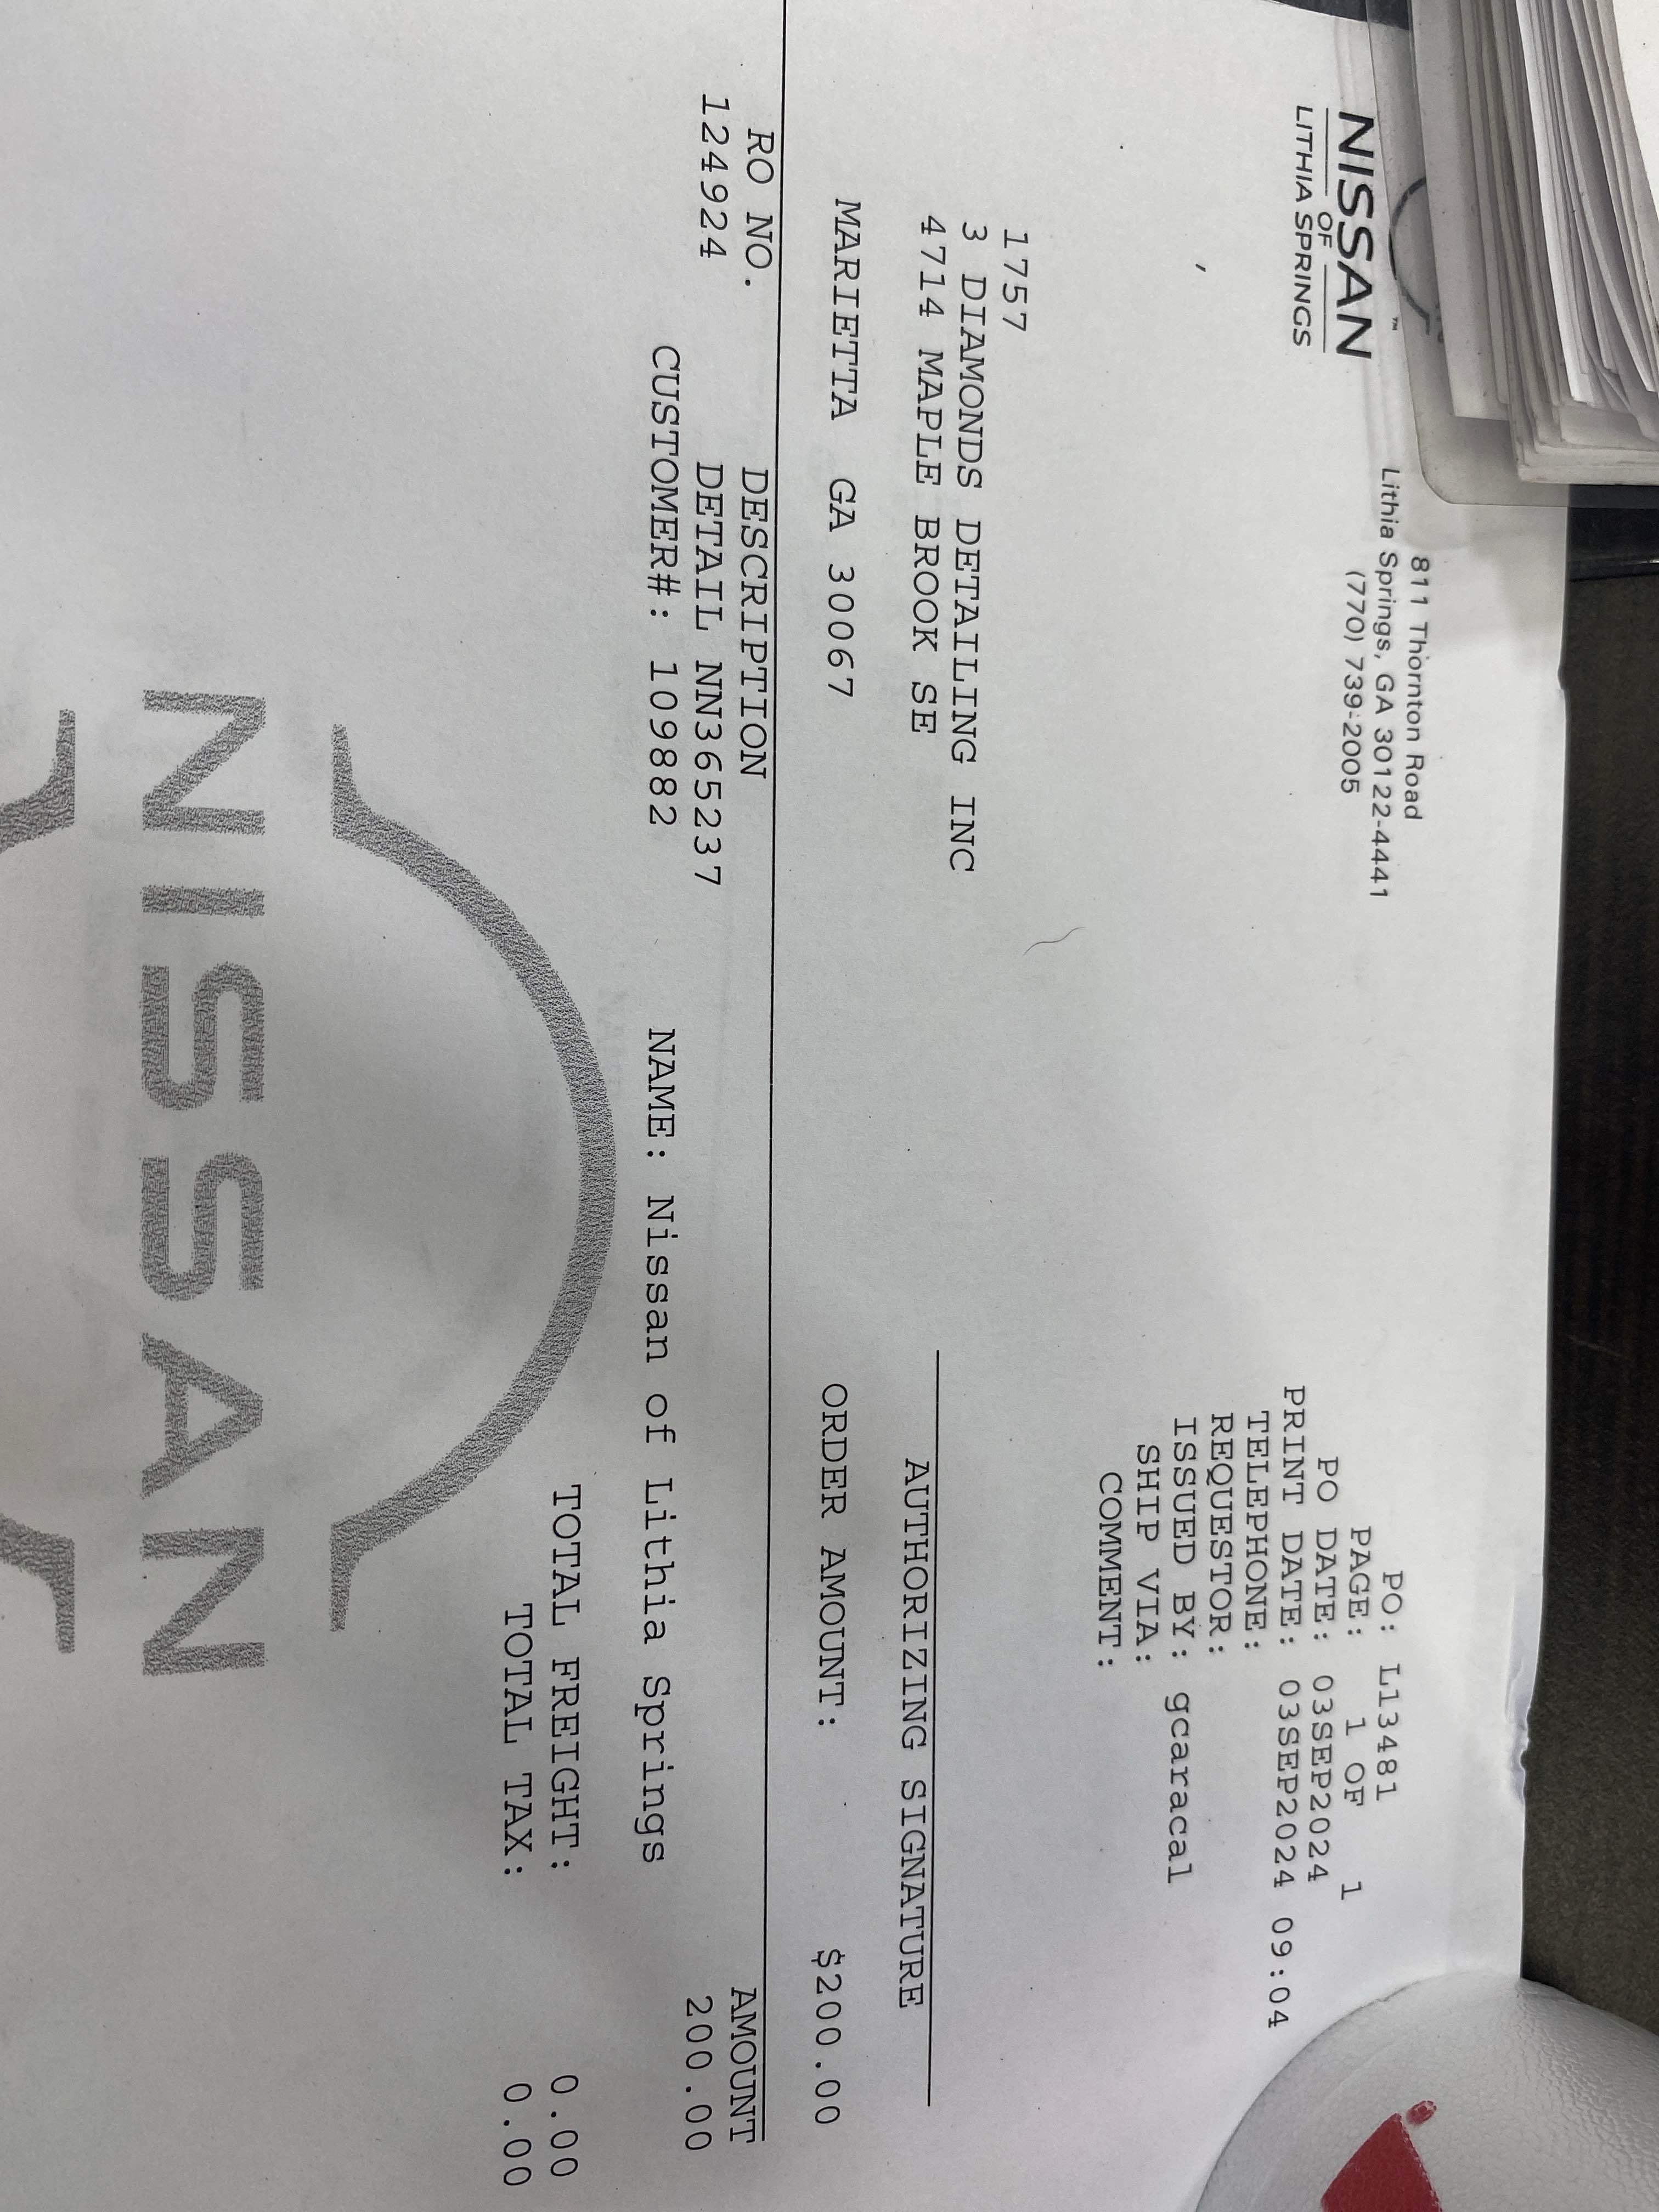 NISSAN™
OF
LITHIA SPRINGS
811 Thornton Road
Lithia Springs, GA 30122-4441
(770) 739-2005
PO: L13481
PAGE: 1 OF 1
PO DATE: 03SEP2024
PRINT DATE: 03SEP2024 09:04
TELEPHONE:
REQUESTOR:
ISSUED BY: gcaracal
SHIP VIA:
COMMENT:
1757
3 DIAMONDS DETAILING INC
4714 MAPLE BROOK SE
MARIETTA GA 30067
AUTHORIZING SIGNATURE
ORDER AMOUNT: $200.00
RO NO. DESCRIPTION AMOUNT
124924 DETAIL NN365237 200.00
CUSTOMER#: 109882 NAME: Nissan of Lithia Springs
TOTAL FREIGHT: 0.00
TOTAL TAX: 0.00
NISSAN